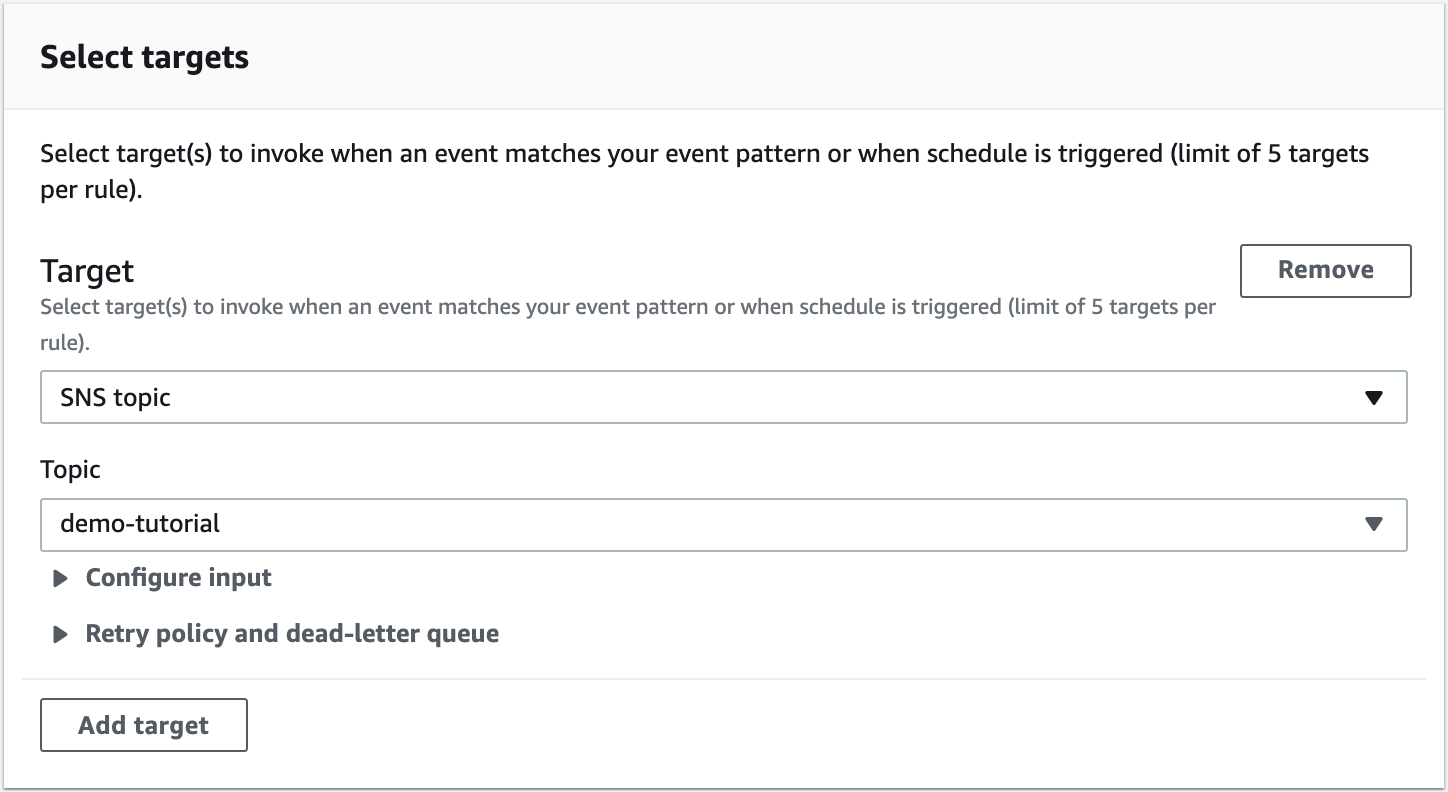 Select targets
Select target(s) to invoke when an event matches your event pattern or when schedule is triggered (limit of 5 targets
per rule).
Target
Remove
Select target(s) to invoke when an event matches your event pattern or when schedule is triggered (limit of 5 targets per
rule).
SNS topic
Topic
demo-tutorial
Configure input
Retry policy and dead-letter queue
Add target